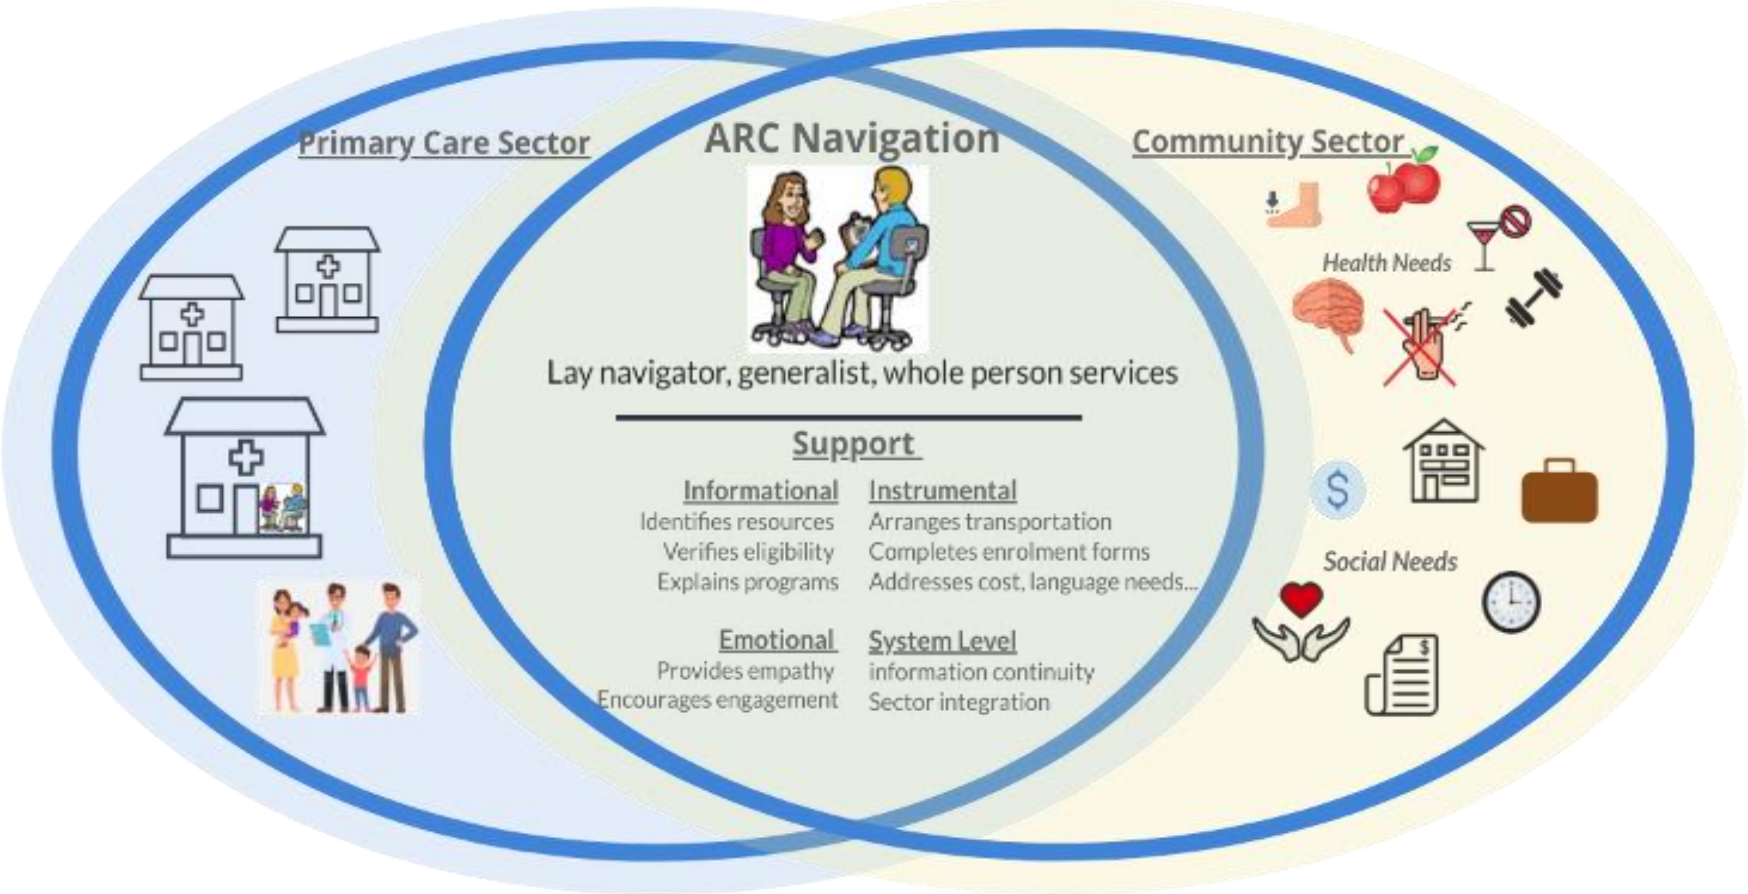 Primary Care Sector
ARC Navigation
Community Sector
Health Needs
Lay navigator, generalist, whole person services
Support
Informational
Identifies resources
Verifies eligibility
Explains programs
Instrumental
Arranges transportation
Completes enrolment forms
Addresses cost, language needs...
Emotional
Provides empathy
Encourages engagement
System Level
information continuity
Sector integration
$
Social Needs
$